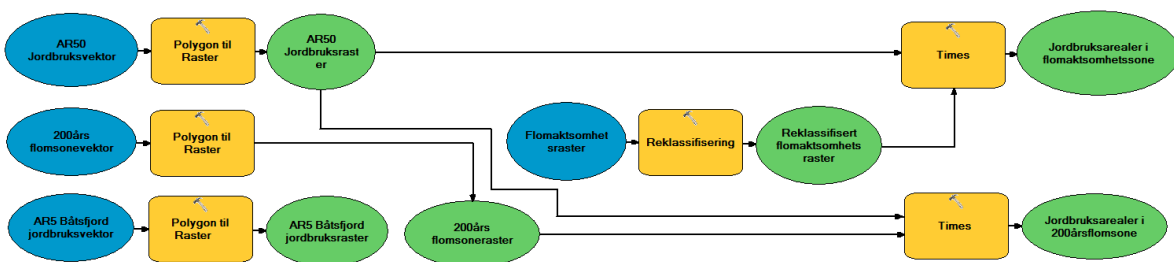 AR50
Jordbruksvektor
Polygon til
Raster
AR50
Jordbruksrast
er
Times
Jordbruksarealer i
flomaktsomhetssone
200års
flomsonevektor
Polygon til
Raster
Flomaktsomhet
sraster
Reklassifisering
Reklassifisert
flomaktsomhets
raster
AR5 Båtsfjord
jordbruksvektor
Polygon til
Raster
AR5 Båtsfjord
jordbruksraster
200års
flomsoneraster
Times
Jordbruksarealer i
200årsflomsone